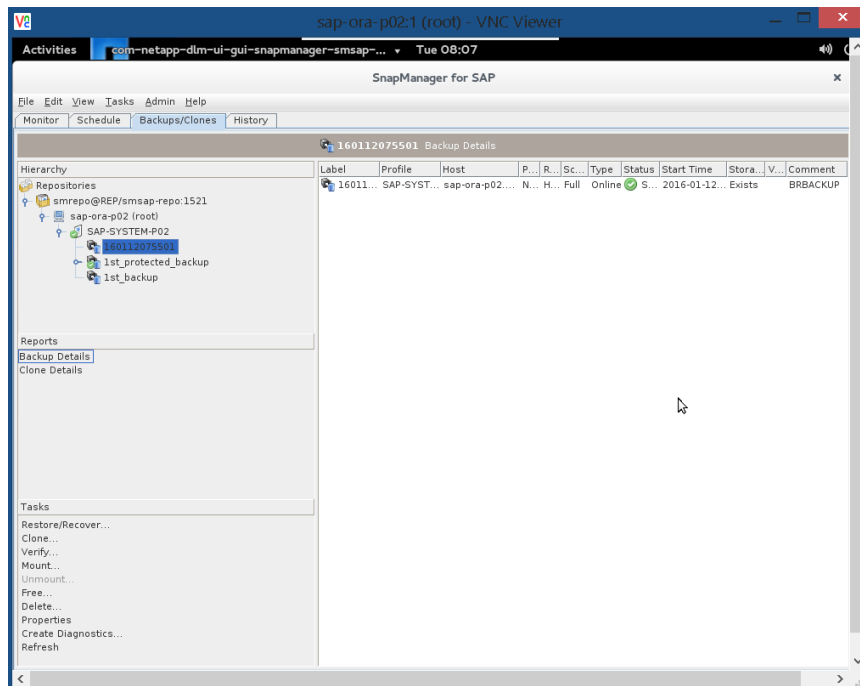 sap-ora-p02:1 (root) - VNC Viewer
Activities com-netapp-dlm-ui-gui-snapmanager-smsap-... Tue 08:07
SnapManager for SAP
File Edit View Tasks Admin Help
Monitor Schedule Backups/Clones History
160112075501 Backup Details
Hierarchy
Repositories
smrepo@REP/smsap-repo:1521
sap-ora-p02 (root)
SAP-SYSTEM-P02
160112075501
1st_protected_backup
1st_backup
Label Profile Host P... R... Sc... Type Status Start Time Stora... V... Comment
16011... SAP-SYST... sap-ora-p02.... N... H... Full Online S... 2016-01-12... Exists BRBACKUP
Reports
Backup Details
Clone Details
Tasks
Restore/Recover...
Clone...
Verify...
Mount...
Unmount...
Free...
Delete...
Properties
Create Diagnostics...
Refresh